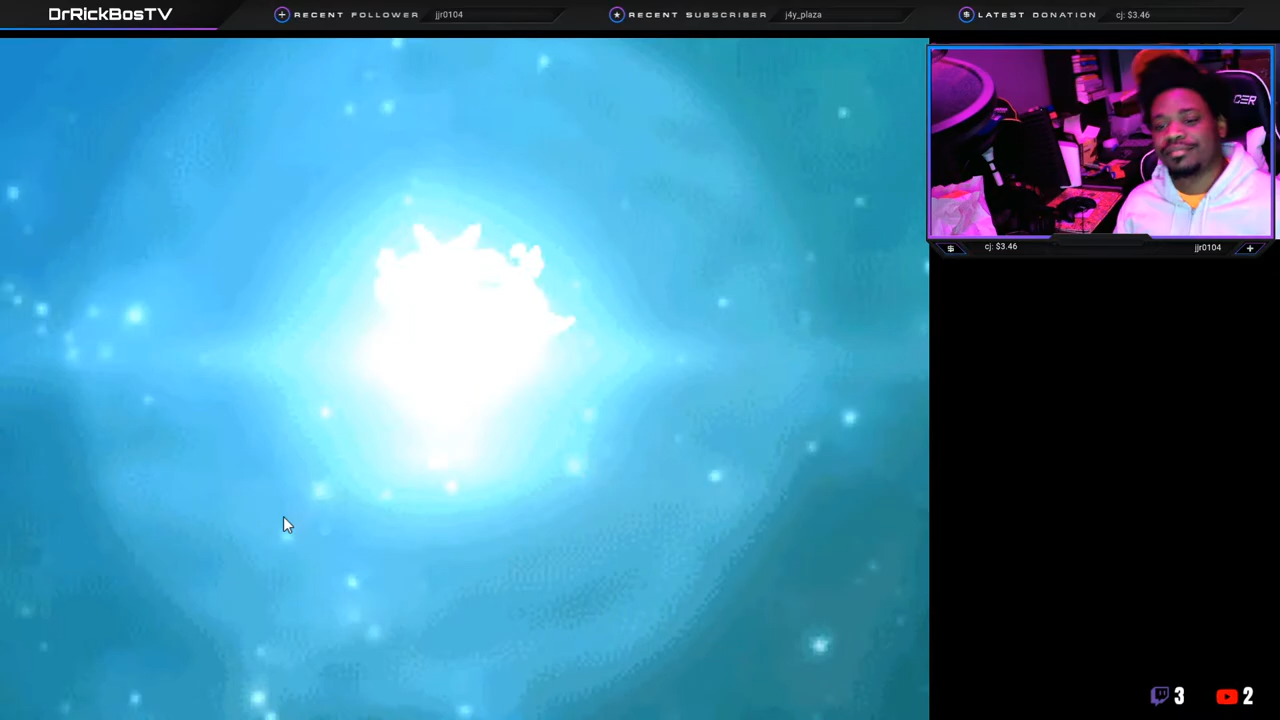 DrRickBosTV
RECENT FOLLOWER jjr0104
RECENT SUBSCRIBER j4y_plaza
LATEST DONATION cj: $3.46
cj: $3.46
jjr0104
3
2